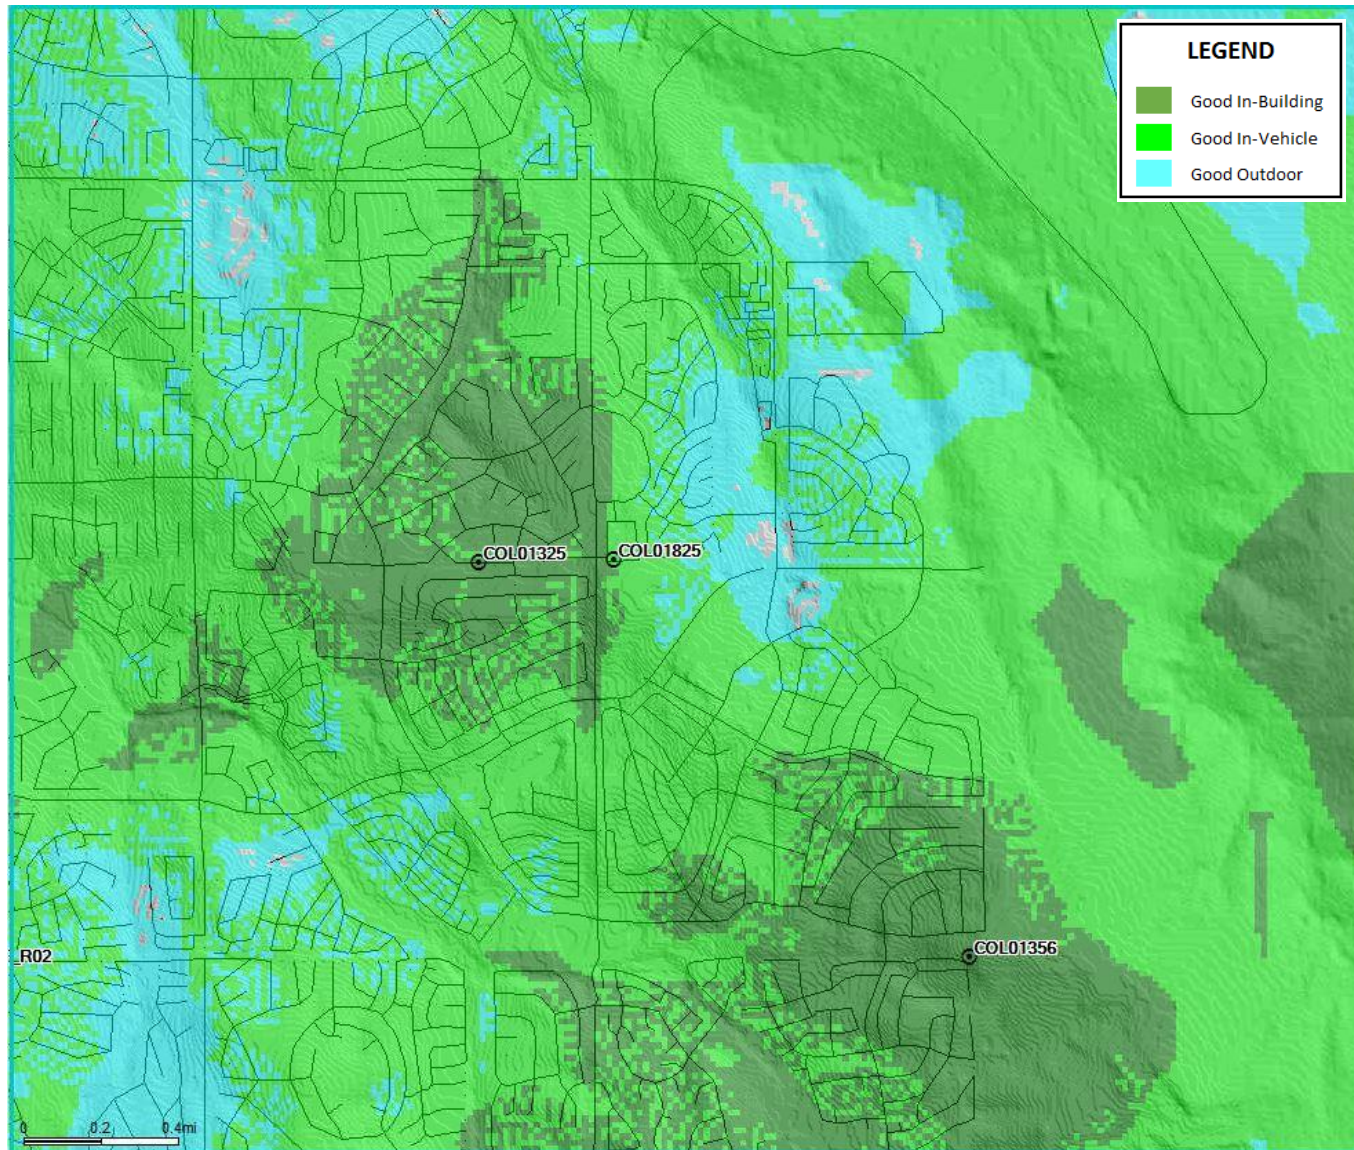 LEGEND
Good In-Building
Good In-Vehicle
Good Outdoor
COL01325
COL01825
COL01356
_R02
0 0.2 0.4mi